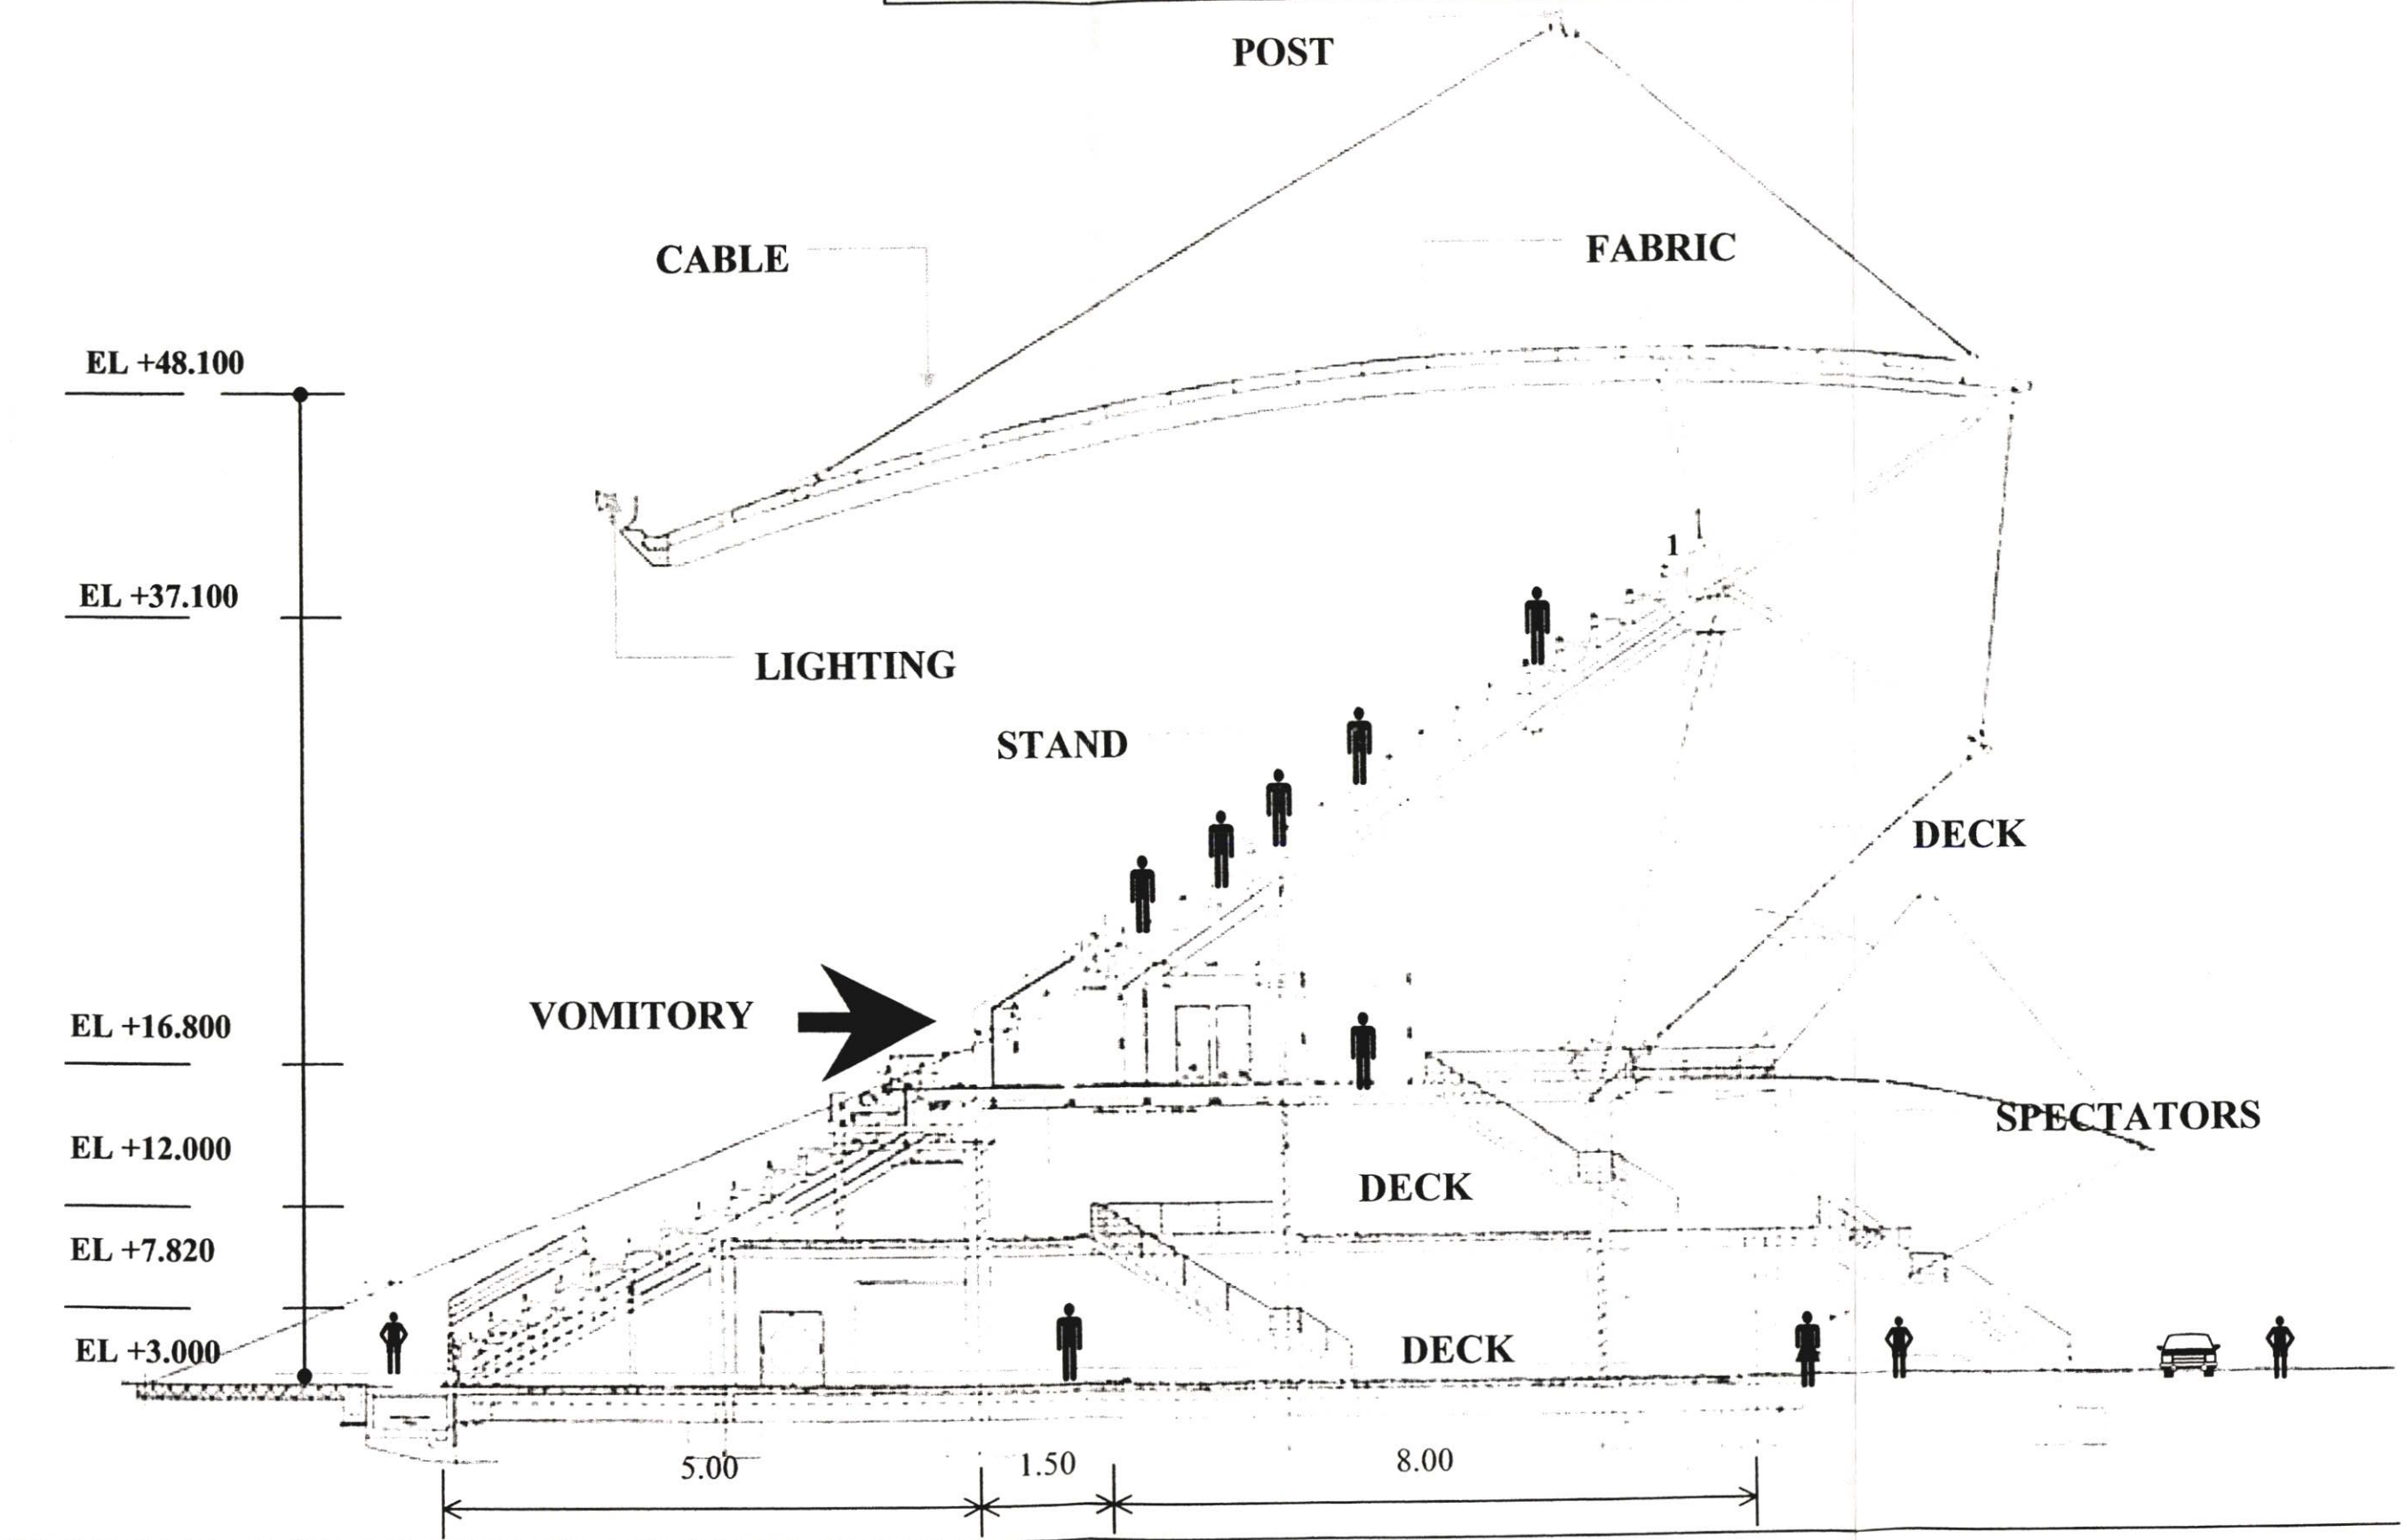 POST
CABLE
FABRIC
EL +48.100
EL +37.100
1
LIGHTING
STAND
DECK
VOMITORY
EL +16.800
SPECTATORS
EL +12.000
DECK
EL +7.820
EL +3.000
DECK
5.00
1.50
8.00